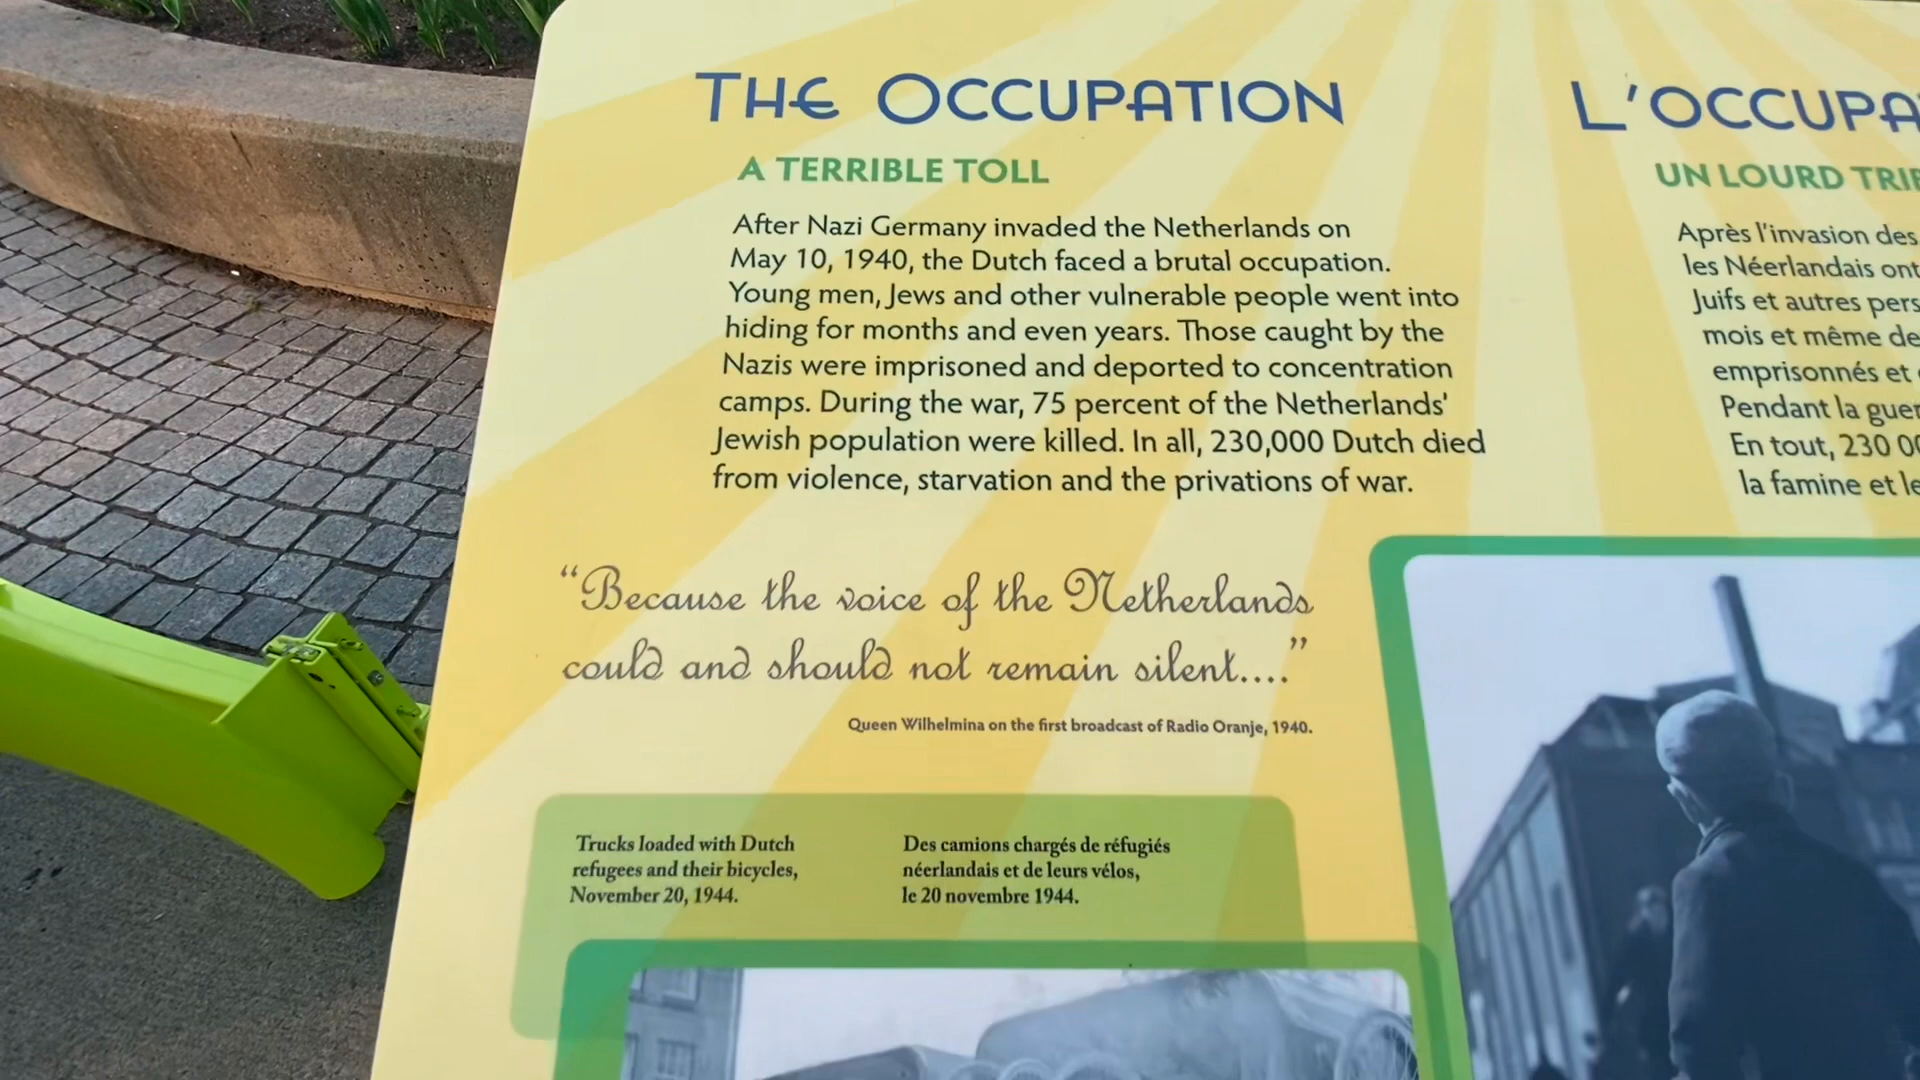 THE OCCUPATION
A TERRIBLE TOLL
After Nazi Germany invaded the Netherlands on
May 10, 1940, the Dutch faced a brutal occupation.
Young men, Jews and other vulnerable people went into
hiding for months and even years. Those caught by the
Nazis were imprisoned and deported to concentration
camps. During the war, 75 percent of the Netherlands'
Jewish population were killed. In all, 230,000 Dutch died
from violence, starvation and the privations of war.
“Because the voice of the Netherlands
could and should not remain silent....”
Queen Wilhelmina on the first broadcast of Radio Oranje, 1940.
Trucks loaded with Dutch
refugees and their bicycles,
November 20, 1944.
Des camions chargés de réfugiés
néerlandais et de leurs vélos,
le 20 novembre 1944.
UN LOURD
Après l'invasion des
les Néerlandais ont
Juifs et autres
mois et même de
emprisonnés et
Pendant la
En tout, 230
la famine et